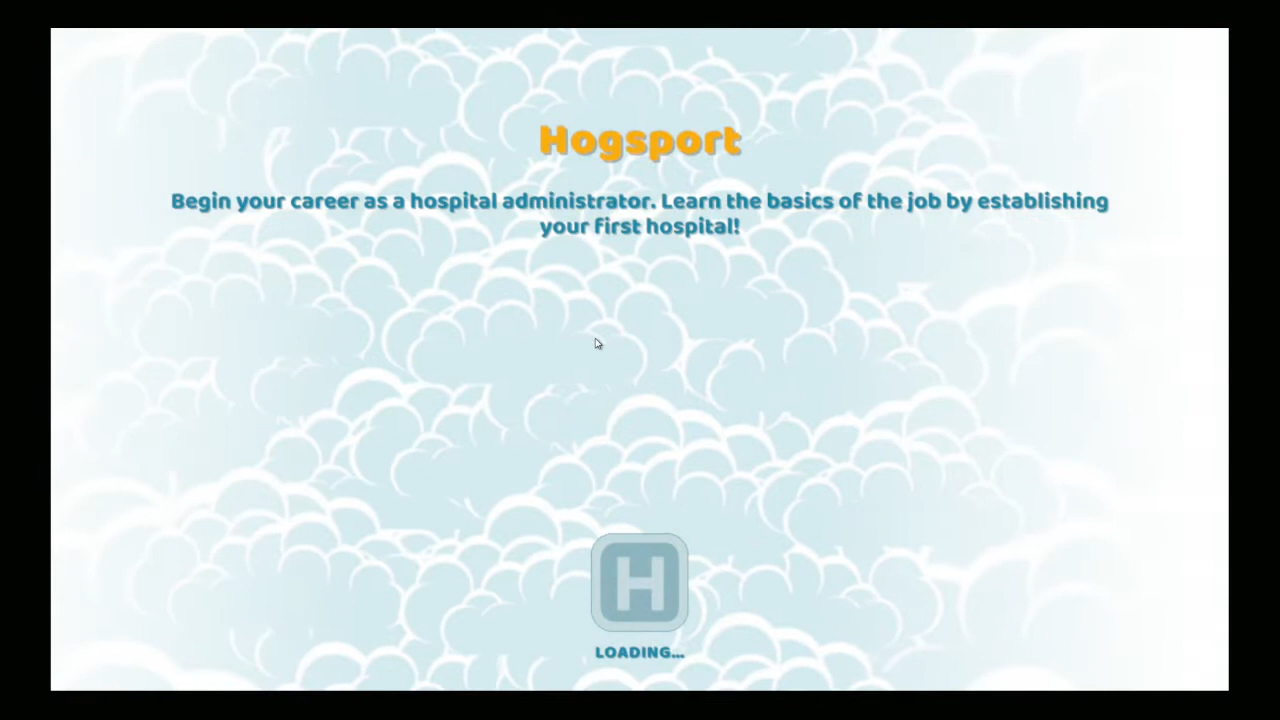 Hogsport
Begin your career as a hospital administrator. Learn the basics of the job by establishing
your first hospital!
H
LOADING...